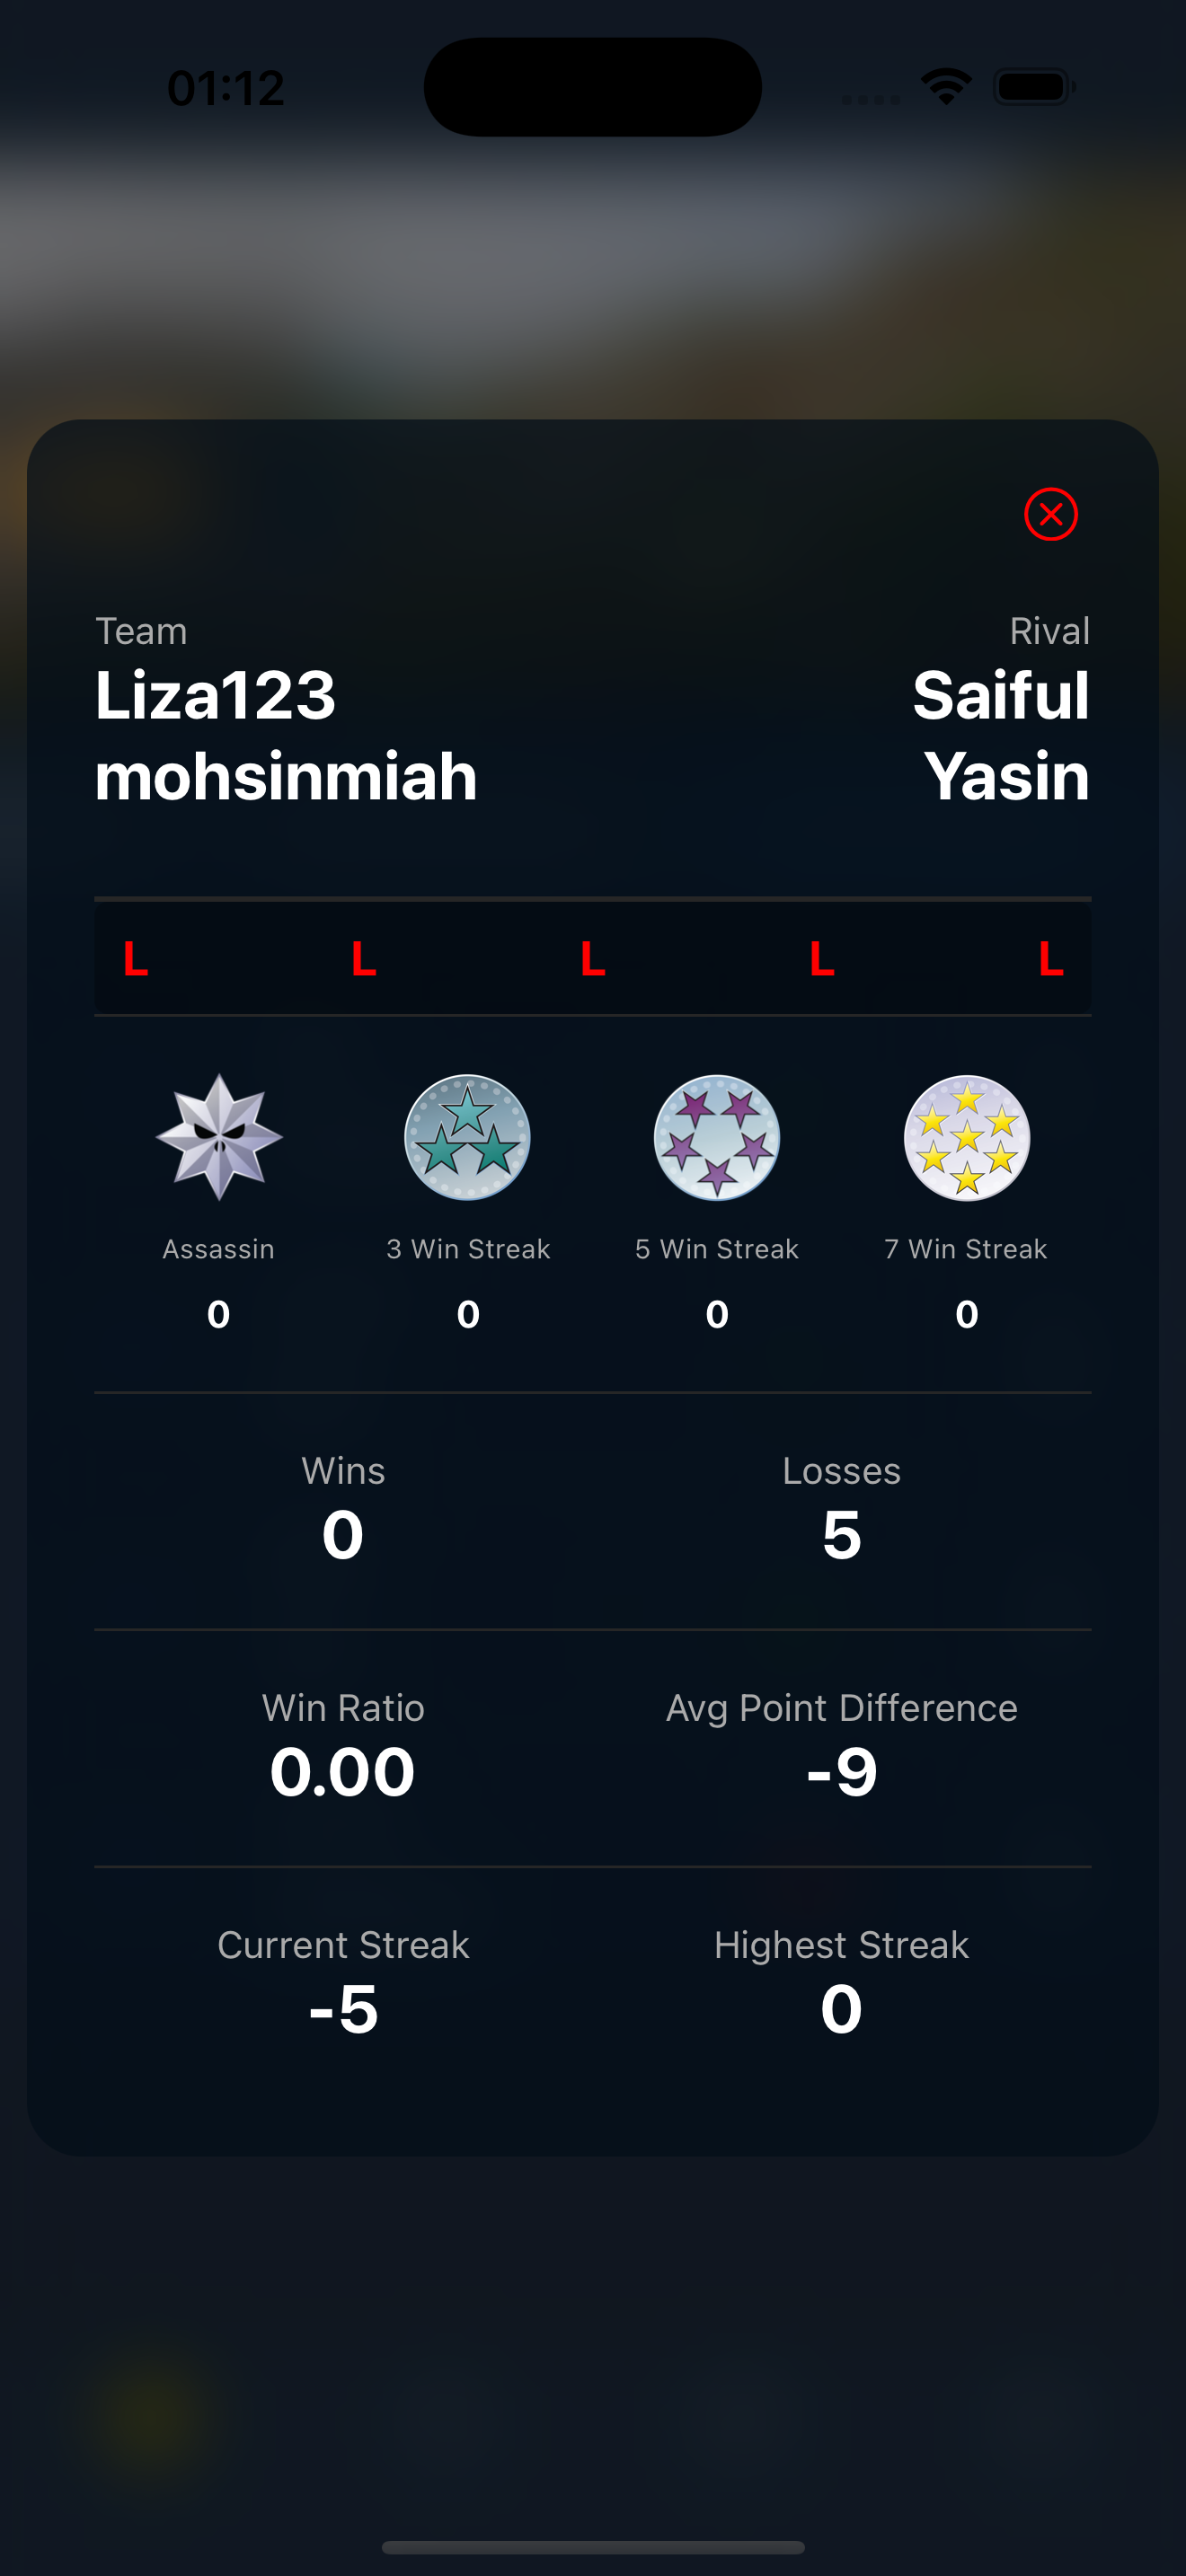 01:12
Team Rival
Liza123 Saiful
mohsinmiah Yasin
L L L L L
Assassin 3 Win Streak 5 Win Streak 7 Win Streak
0 0 0 0
Wins Losses
0 5
Win Ratio Avg Point Difference
0.00 -9
Current Streak Highest Streak
-5 0